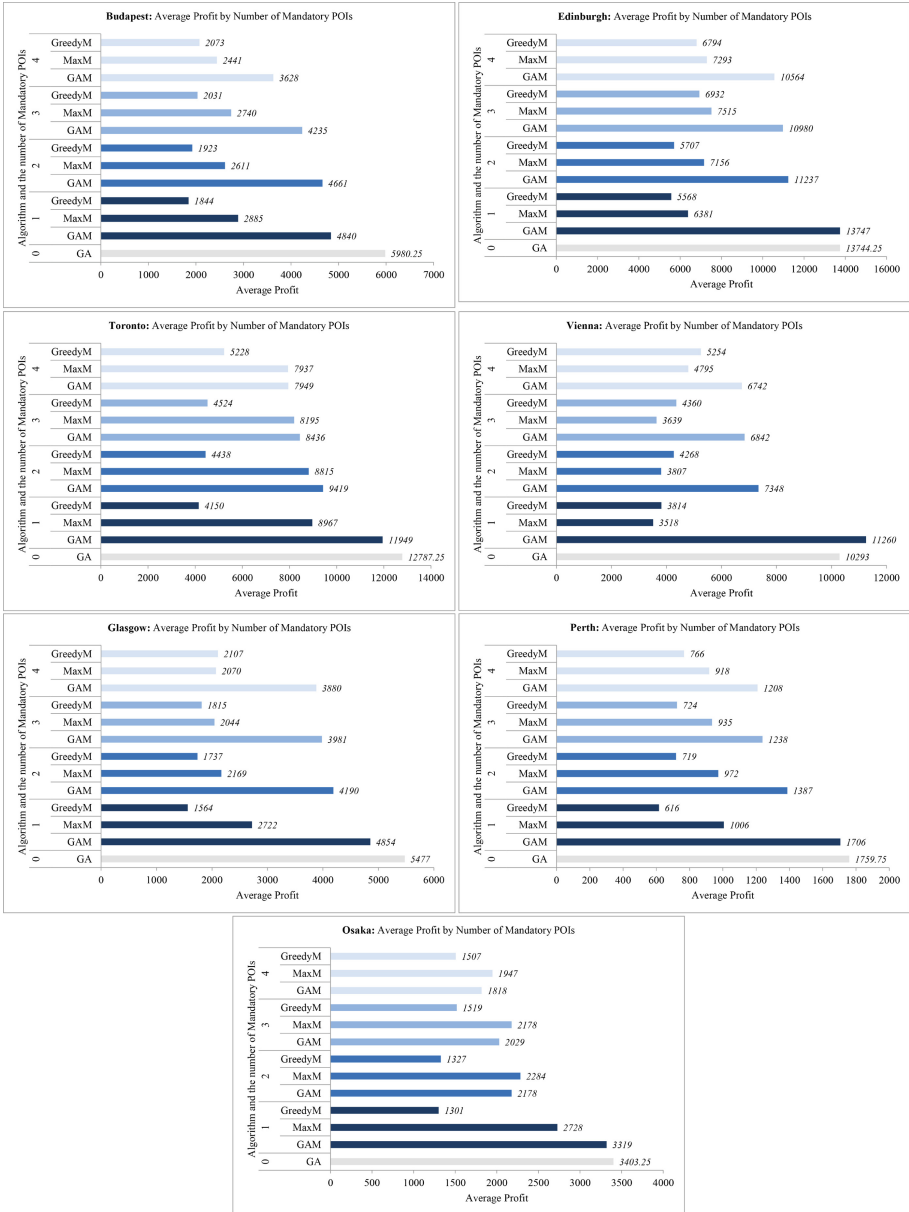 Budapest: Average Profit by Number of Mandatory POIs
Algorithm and the number of Mandatory POIs
4
GreedyM 2073
MaxM 2441
GAM 3628
3
GreedyM 2031
MaxM 2740
GAM 4235
2
GreedyM 1923
MaxM 2611
GAM 4661
1
GreedyM 1844
MaxM 2885
GAM 4840
0
GA 5980.25
0 1000 2000 3000 4000 5000 6000 7000
Average Profit
Edinburgh: Average Profit by Number of Mandatory POIs
Algorithm and the number of Mandatory POIs
4
GreedyM 6794
MaxM 7293
GAM 10564
3
GreedyM 6932
MaxM 7515
GAM 10980
2
GreedyM 5707
MaxM 7156
GAM 11237
1
GreedyM 5568
MaxM 6381
GAM 13747
0
GA 13744.25
0 2000 4000 6000 8000 10000 12000 14000 16000
Average Profit
Toronto: Average Profit by Number of Mandatory POIs
Algorithm and the number of Mandatory POIs
4
GreedyM 5228
MaxM 7937
GAM 7949
3
GreedyM 4524
MaxM 8195
GAM 8436
2
GreedyM 4438
MaxM 8815
GAM 9419
1
GreedyM 4150
MaxM 8967
GAM 11949
0
GA 12787.25
0 2000 4000 6000 8000 10000 12000 14000
Average Profit
Vienna: Average Profit by Number of Mandatory POIs
Algorithm and the number of Mandatory POIs
4
GreedyM 5254
MaxM 4795
GAM 6742
3
GreedyM 4360
MaxM 3639
GAM 6842
2
GreedyM 4268
MaxM 3807
GAM 7348
1
GreedyM 3814
MaxM 3518
GAM 11260
0
GA 10293
0 2000 4000 6000 8000 10000 12000
Average Profit
Glasgow: Average Profit by Number of Mandatory POIs
Algorithm and the number of Mandatory POIs
4
GreedyM 2107
MaxM 2070
GAM 3880
3
GreedyM 1815
MaxM 2044
GAM 3981
2
GreedyM 1737
MaxM 2169
GAM 4190
1
GreedyM 1564
MaxM 2722
GAM 4854
0
GA 5477
0 1000 2000 3000 4000 5000 6000
Average Profit
Perth: Average Profit by Number of Mandatory POIs
Algorithm and the number of Mandatory POIs
4
GreedyM 766
MaxM 918
GAM 1208
3
GreedyM 724
MaxM 935
GAM 1238
2
GreedyM 719
MaxM 972
GAM 1387
1
GreedyM 616
MaxM 1006
GAM 1706
0
GA 1759.75
0 200 400 600 800 1000 1200 1400 1600 1800 2000
Average Profit
Osaka: Average Profit by Number of Mandatory POIs
Algorithm and the number of Mandatory POIs
4
GreedyM 1507
MaxM 1947
GAM 1818
3
GreedyM 1519
MaxM 2178
GAM 2029
2
GreedyM 1327
MaxM 2284
GAM 2178
1
GreedyM 1301
MaxM 2728
GAM 3319
0
GA 3403.25
0 500 1000 1500 2000 2500 3000 3500 4000
Average Profit